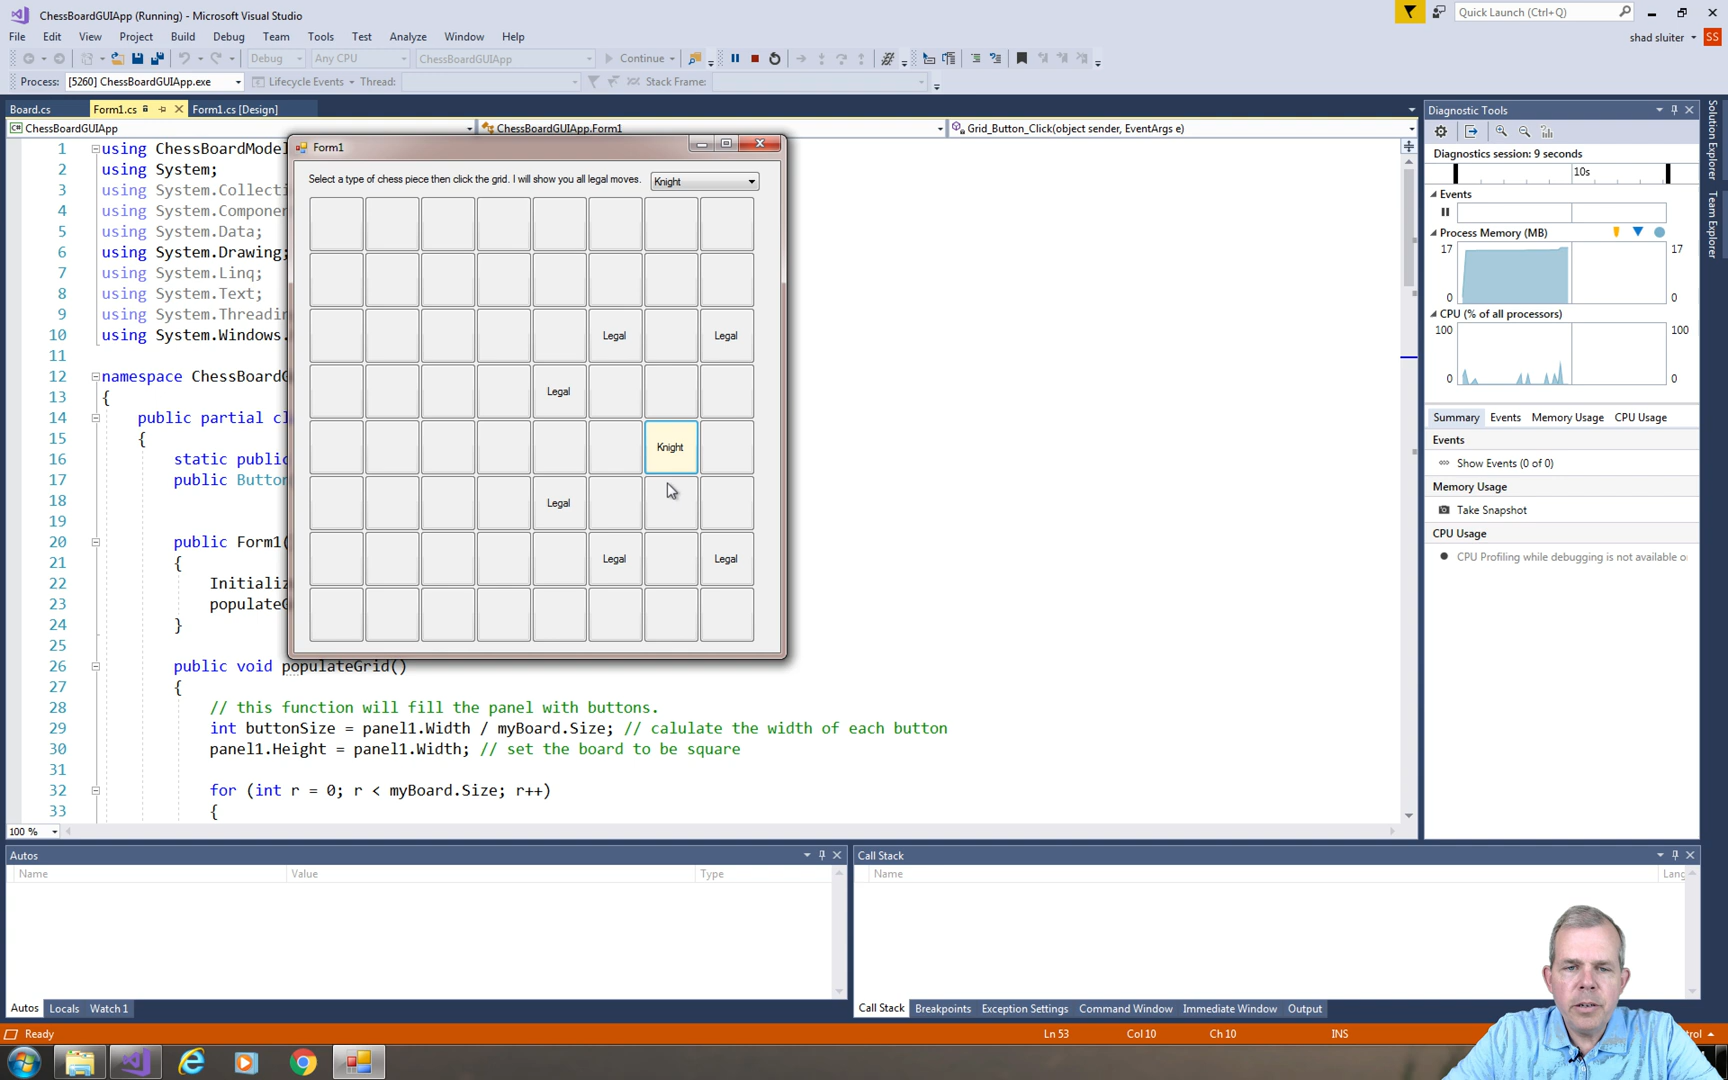 ChessBoardGUIApp (Running) - Microsoft Visual Studio
Quick Launch (Ctrl+Q)
File Edit View Project Build Debug Team Tools Test Analyze Window Help
shad sluiter SS
Debug Any CPU ChessBoardGUIApp Continue
Process: [5260] ChessBoardGUIApp.exe Lifecycle Events Thread: Stack Frame:
Board.cs Form1.cs Form1.cs [Design]
ChessBoardGUIApp ChessBoardGUIApp.Form1 Grid_Button_Click(object sender, EventArgs e)
Form1
Select a type of chess piece then click the grid. I will show you all legal moves. Knight
Legal Legal
Legal
Knight
Legal
Legal Legal
1 using ChessBoardModel
2 using System;
3 using System.Collecti
4 using System.Componen
5 using System.Data;
6 using System.Drawing;
7 using System.Linq;
8 using System.Text;
9 using System.Threadin
10 using System.Windows.
11
12 namespace ChessBoardG
13 {
14 public partial cl
15 {
16 static public
17 public Button
18
19
20 public Form1(
21 {
22 Initializ
23 populateG
24 }
25
26 public void populateGrid()
27 {
28 // this function will fill the panel with buttons.
29 int buttonSize = panel1.Width / myBoard.Size; // calulate the width of each button
30 panel1.Height = panel1.Width; // set the board to be square
31
32 for (int r = 0; r < myBoard.Size; r++)
33 {
100 %
Diagnostic Tools
Diagnostics session: 9 seconds
10s
Events
Process Memory (MB)
17 17
0 0
CPU (% of all processors)
100 100
0 0
Summary Events Memory Usage CPU Usage
Events
Show Events (0 of 0)
Memory Usage
Take Snapshot
CPU Usage
CPU Profiling while debugging is not available o
Solution Explorer
Team Explorer
Autos
Name Value Type
Autos Locals Watch 1
Call Stack
Name Lang
Call Stack Breakpoints Exception Settings Command Window Immediate Window Output
Ready Ln 53 Col 10 Ch 10 INS